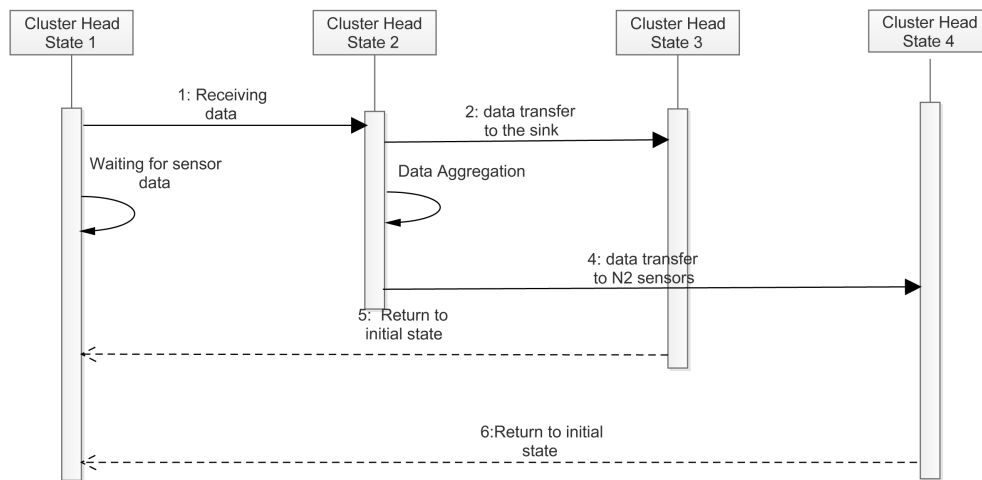 Cluster Head
State 1
Cluster Head
State 2
Cluster Head
State 3
Cluster Head
State 4
1: Receiving
data
2: data transfer
to the sink
Waiting for sensor
data
Data Aggregation
4: data transfer
to N2 sensors
5: Return to
initial state
6:Return to initial
state